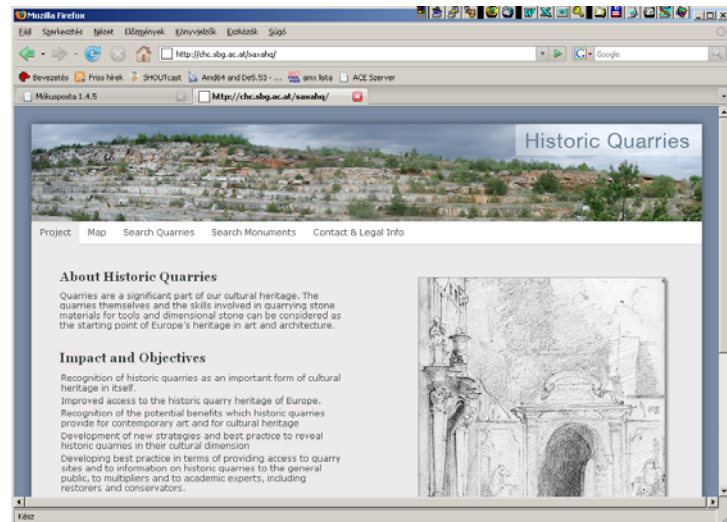 Mozilla Firefox
Fájl Szerkesztés Nézet Előzmények Könyvjelzők Eszközök Súgó
http://chc.sbg.ac.at/saxahq/
Google
Bevezetés Friss hírek SHOUTcast Amd64 and De5.53 - ... amx lista ACE Szerver
Mókusposta 1.4.5 http://chc.sbg.ac.at/saxahq/
Historic Quarries
Project Map Search Quarries Search Monuments Contact & Legal Info
About Historic Quarries
Quarries are a significant part of our cultural heritage. The
quarries themselves and the skills involved in quarrying stone
materials for tools and dimensional stone can be considered as
the starting point of Europe's heritage in art and architecture.
Impact and Objectives
Recognition of historic quarries as an important form of cultural
heritage in itself.
Improved access to the historic quarry heritage of Europe.
Recognition of the potential benefits which historic quarries
provide for contemporary art and for cultural heritage
Development of new strategies and best practice to reveal
historic quarries in their cultural dimension
Developing best practice in terms of providing access to quarry
sites and to information on historic quarries to the general
public, to multipliers and to academic experts, including
restorers and conservators.
Kész